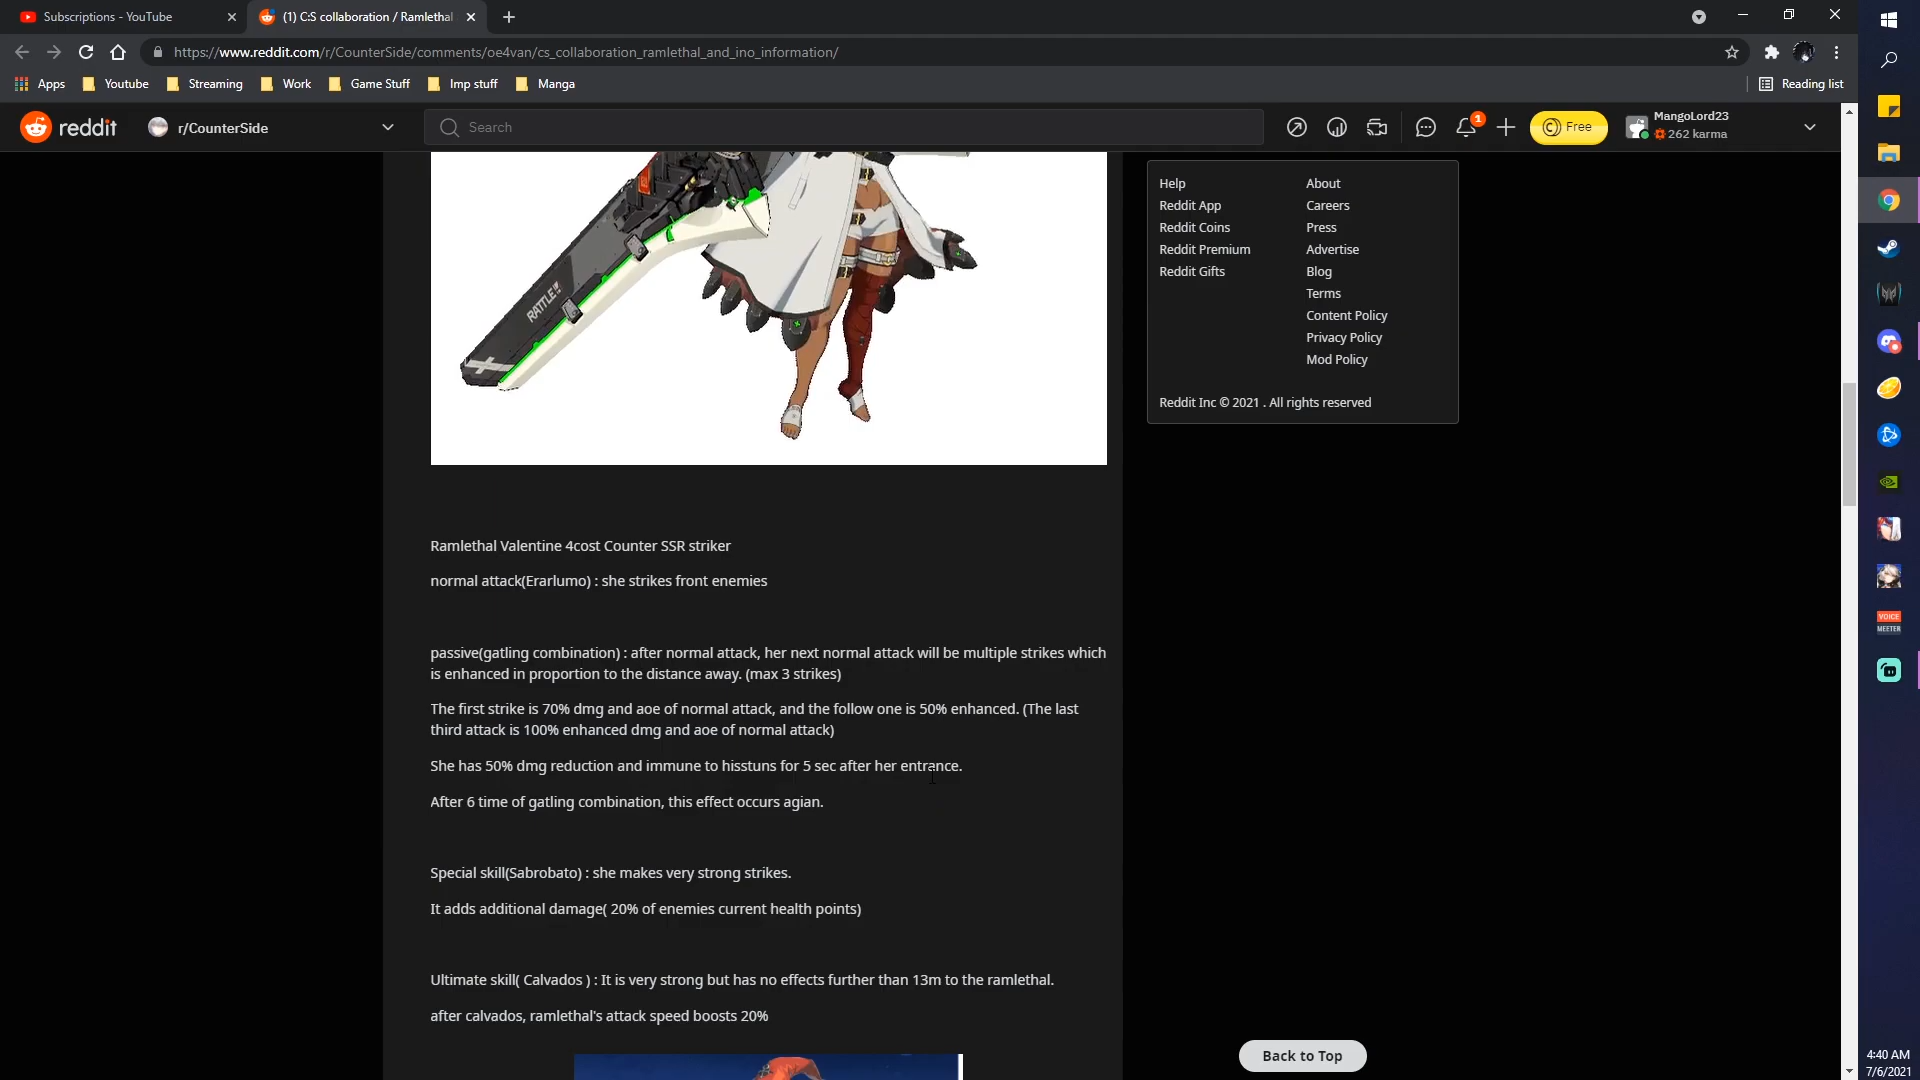 Subscriptions - YouTube
(1) C:S collaboration / Ramlethal
https://www.reddit.com/r/CounterSide/comments/oe4van/cs_collaboration_ramlethal_and_ino_information/
Apps
Youtube
Streaming
Work
Game Stuff
Imp stuff
Manga
Reading list
reddit
r/CounterSide
Search
1
Free
MangoLord23
262 karma
RATTLE
Help
About
Reddit App
Careers
Reddit Coins
Press
Reddit Premium
Advertise
Reddit Gifts
Blog
Terms
Content Policy
Privacy Policy
Mod Policy
Reddit Inc © 2021 . All rights reserved
Ramlethal Valentine 4cost Counter SSR striker
normal attack(Erarlumo) : she strikes front enemies
passive(gatling combination) : after normal attack, her next normal attack will be multiple strikes which
is enhanced in proportion to the distance away. (max 3 strikes)
The first strike is 70% dmg and aoe of normal attack, and the follow one is 50% enhanced. (The last
third attack is 100% enhanced dmg and aoe of normal attack)
She has 50% dmg reduction and immune to hisstuns for 5 sec after her entrance.
After 6 time of gatling combination, this effect occurs agian.
Special skill(Sabrobato) : she makes very strong strikes.
It adds additional damage( 20% of enemies current health points)
Ultimate skill( Calvados ) : It is very strong but has no effects further than 13m to the ramlethal.
after calvados, ramlethal's attack speed boosts 20%
Back to Top
VOICE
MEETER
4:40 AM
7/6/2021